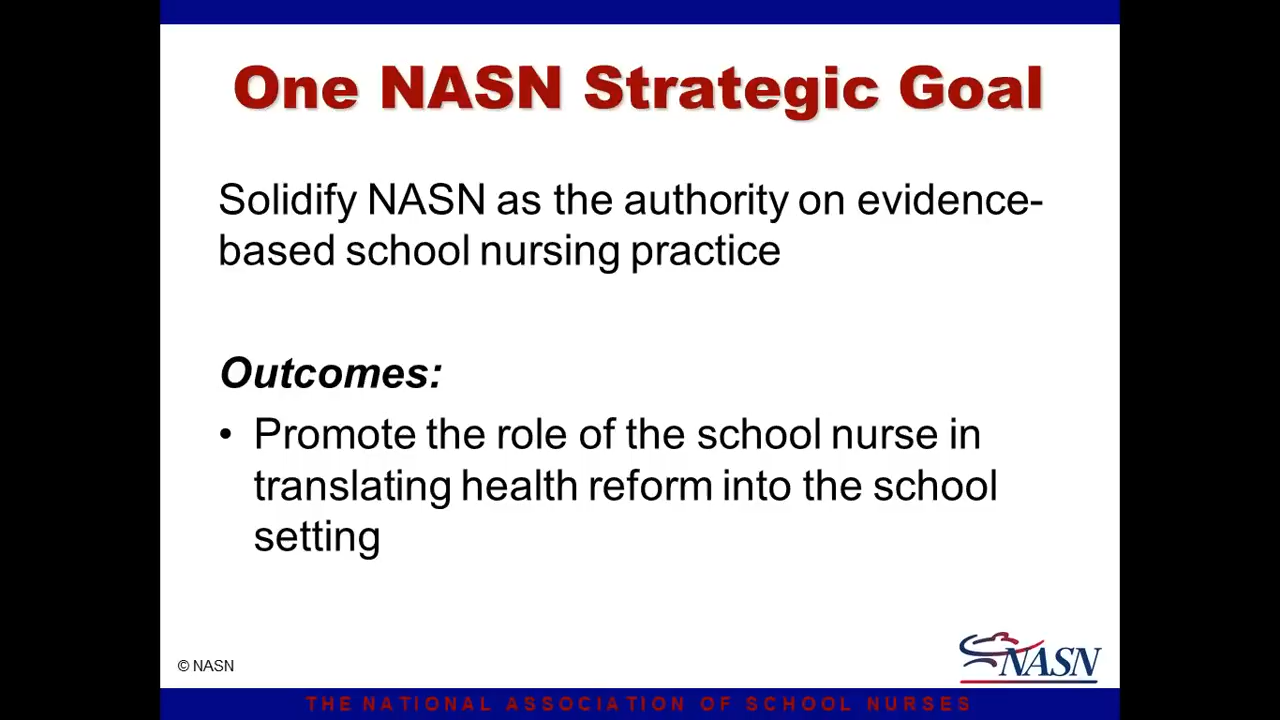 One NASN Strategic Goal
Solidify NASN as the authority on evidence-
based school nursing practice
Outcomes:
• Promote the role of the school nurse in
translating health reform into the school
setting
© NASN
NASN
THE NATIONAL ASSOCIATION OF SCHOOL NURSES